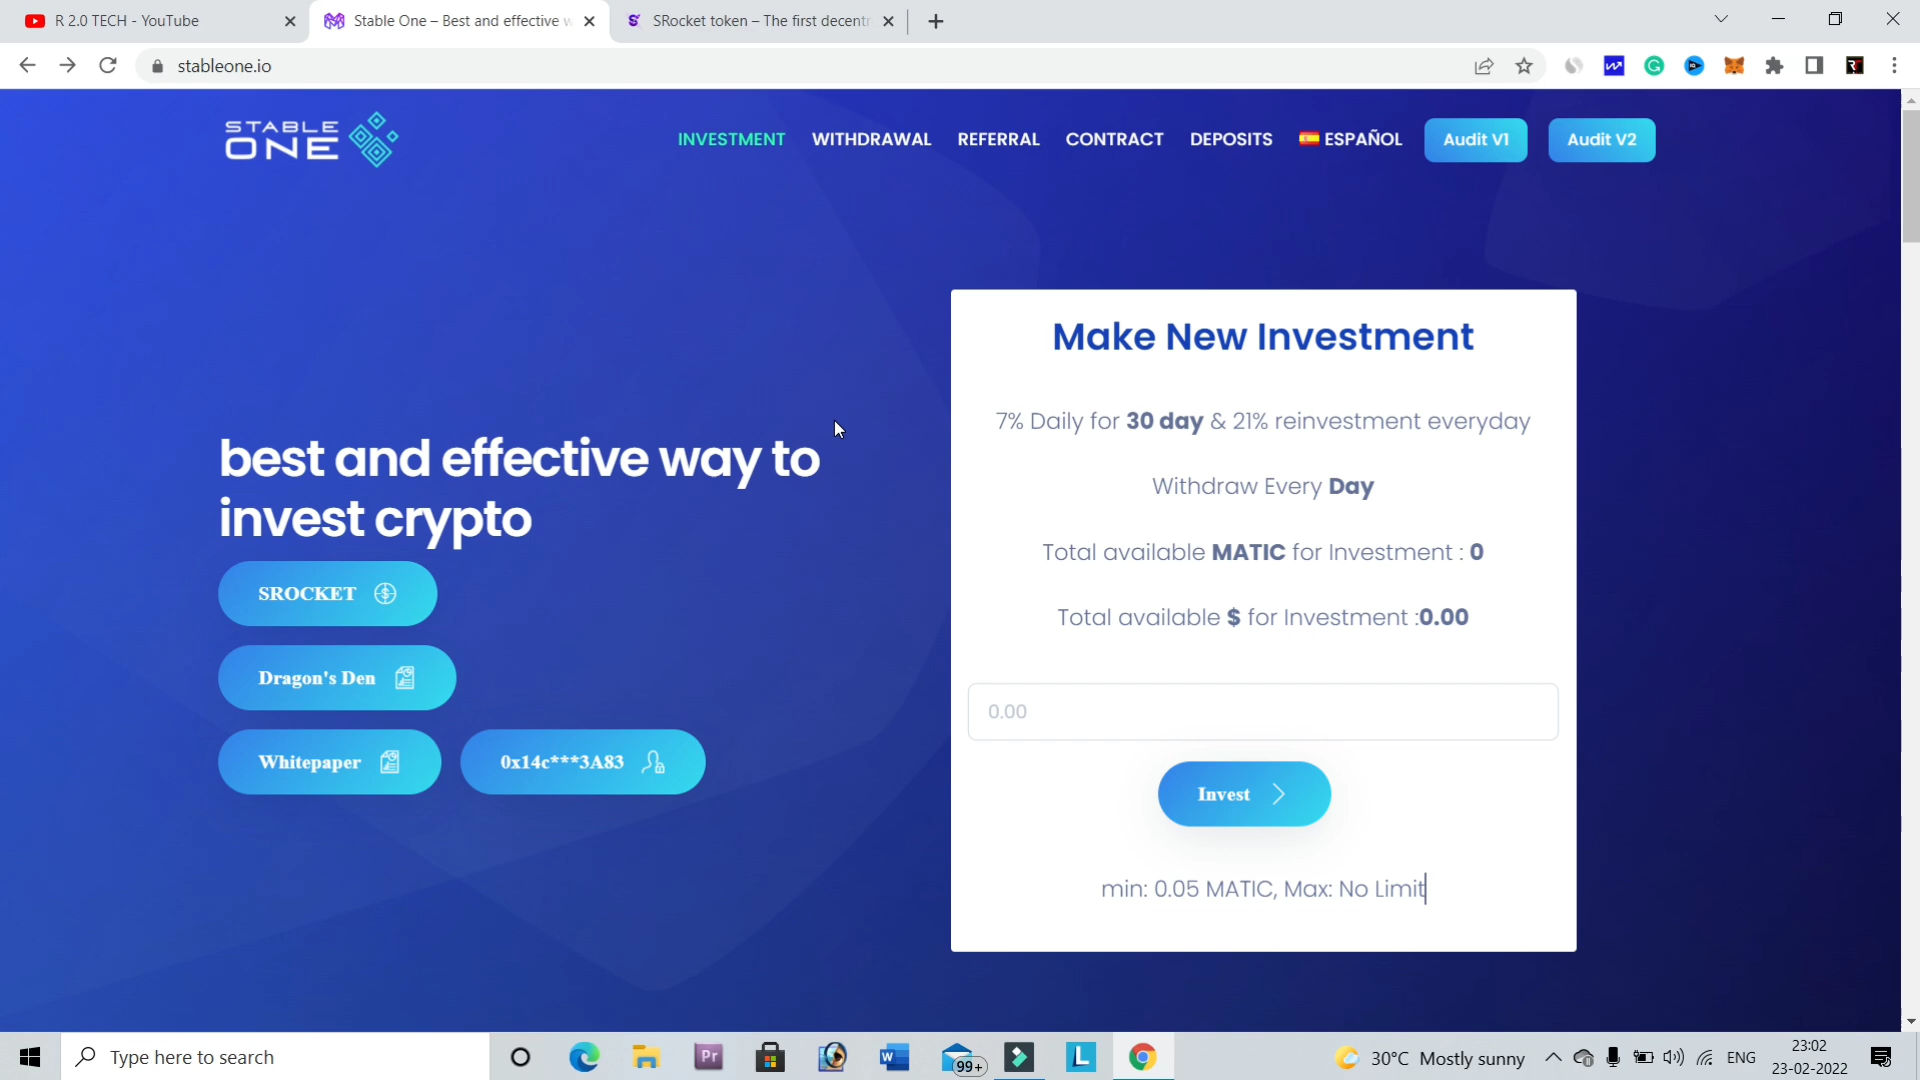 R 2.0 TECH - YouTube
Stable One – Best and effective w
SRocket token – The first decent
stableone.io
STABLE
ONE
INVESTMENT
WITHDRAWAL
REFERRAL
CONTRACT
DEPOSITS
ESPAÑOL
Audit V1
Audit V2
best and effective way to
invest crypto
SROCKET
Dragon's Den
Whitepaper
0x14c***3A83
Make New Investment
7% Daily for 30 day & 21% reinvestment everyday
Withdraw Every Day
Total available MATIC for Investment : 0
Total available $ for Investment :0.00
0.00
Invest
min: 0.05 MATIC, Max: No Limit
Type here to search
Pr
W
99+
L
30°C Mostly sunny
ENG
23:02
23-02-2022